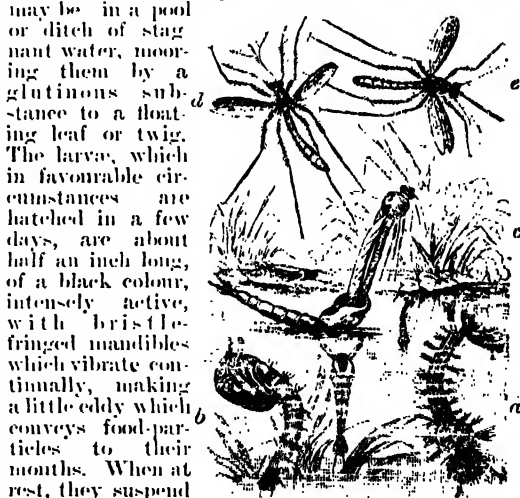 may be in a pool
or ditch of stag
nant water, moor-
ing them by a
glutinous sub-
stance to a float-
ing leaf or twig.
The larvæ, which
in favourable cir-
cumstances are
hatched in a few
days, are about
half an inch long,
of a black colour,
intensely active,
with bristle-
fringed mandibles
which vibrate con-
tinually, making
a little eddy which
conveys food-par-
ticles to their
mouths. When at
rest, they suspend
d
e
c
b
a